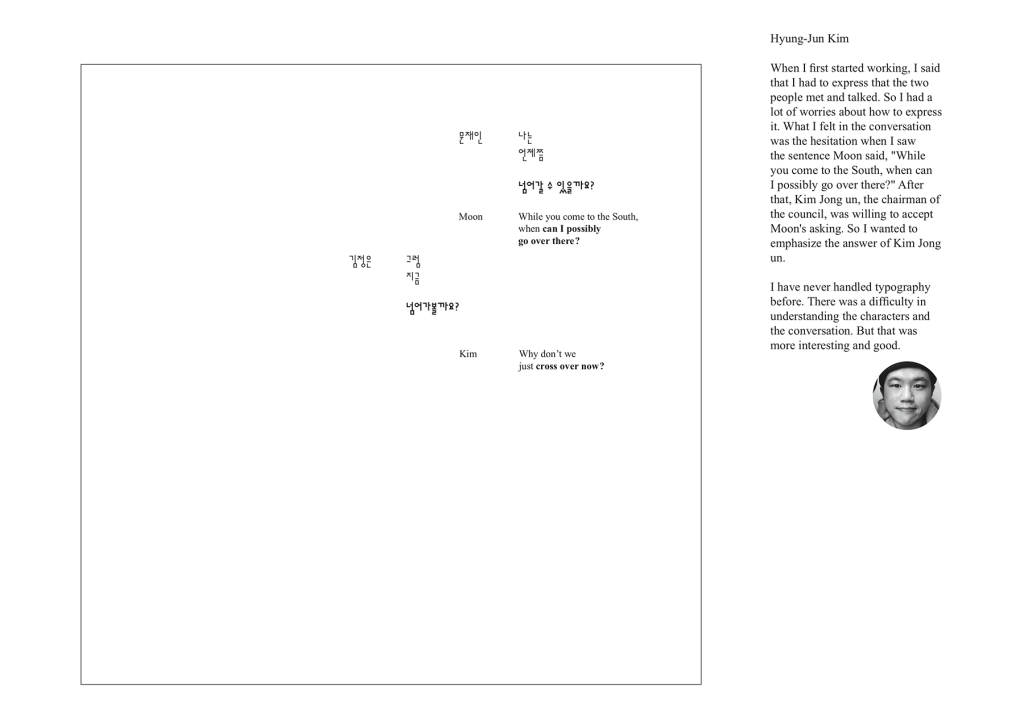 Hyung-Jun Kim
When I first started working, I said
that I had to express that the two
people met and talked. So I had a
lot of worries about how to express
it. What I felt in the conversation
was the hesitation when I saw
the sentence Moon said, "While
you come to the South, when can
I possibly go over there?" After
that, Kim Jong un, the chairman of
the council, was willing to accept
Moon's asking. So I wanted to
emphasize the answer of Kim Jong
un.
I have never handled typography
before. There was a difficulty in
understanding the characters and
the conversation. But that was
more interesting and good.
문재인 나는
언제쯤
넘어갈 수 있을까요?
Moon While you come to the South,
when can I possibly
go over there?
김정은 그럼
지금
넘어가볼까요?
Kim Why don't we
just cross over now?